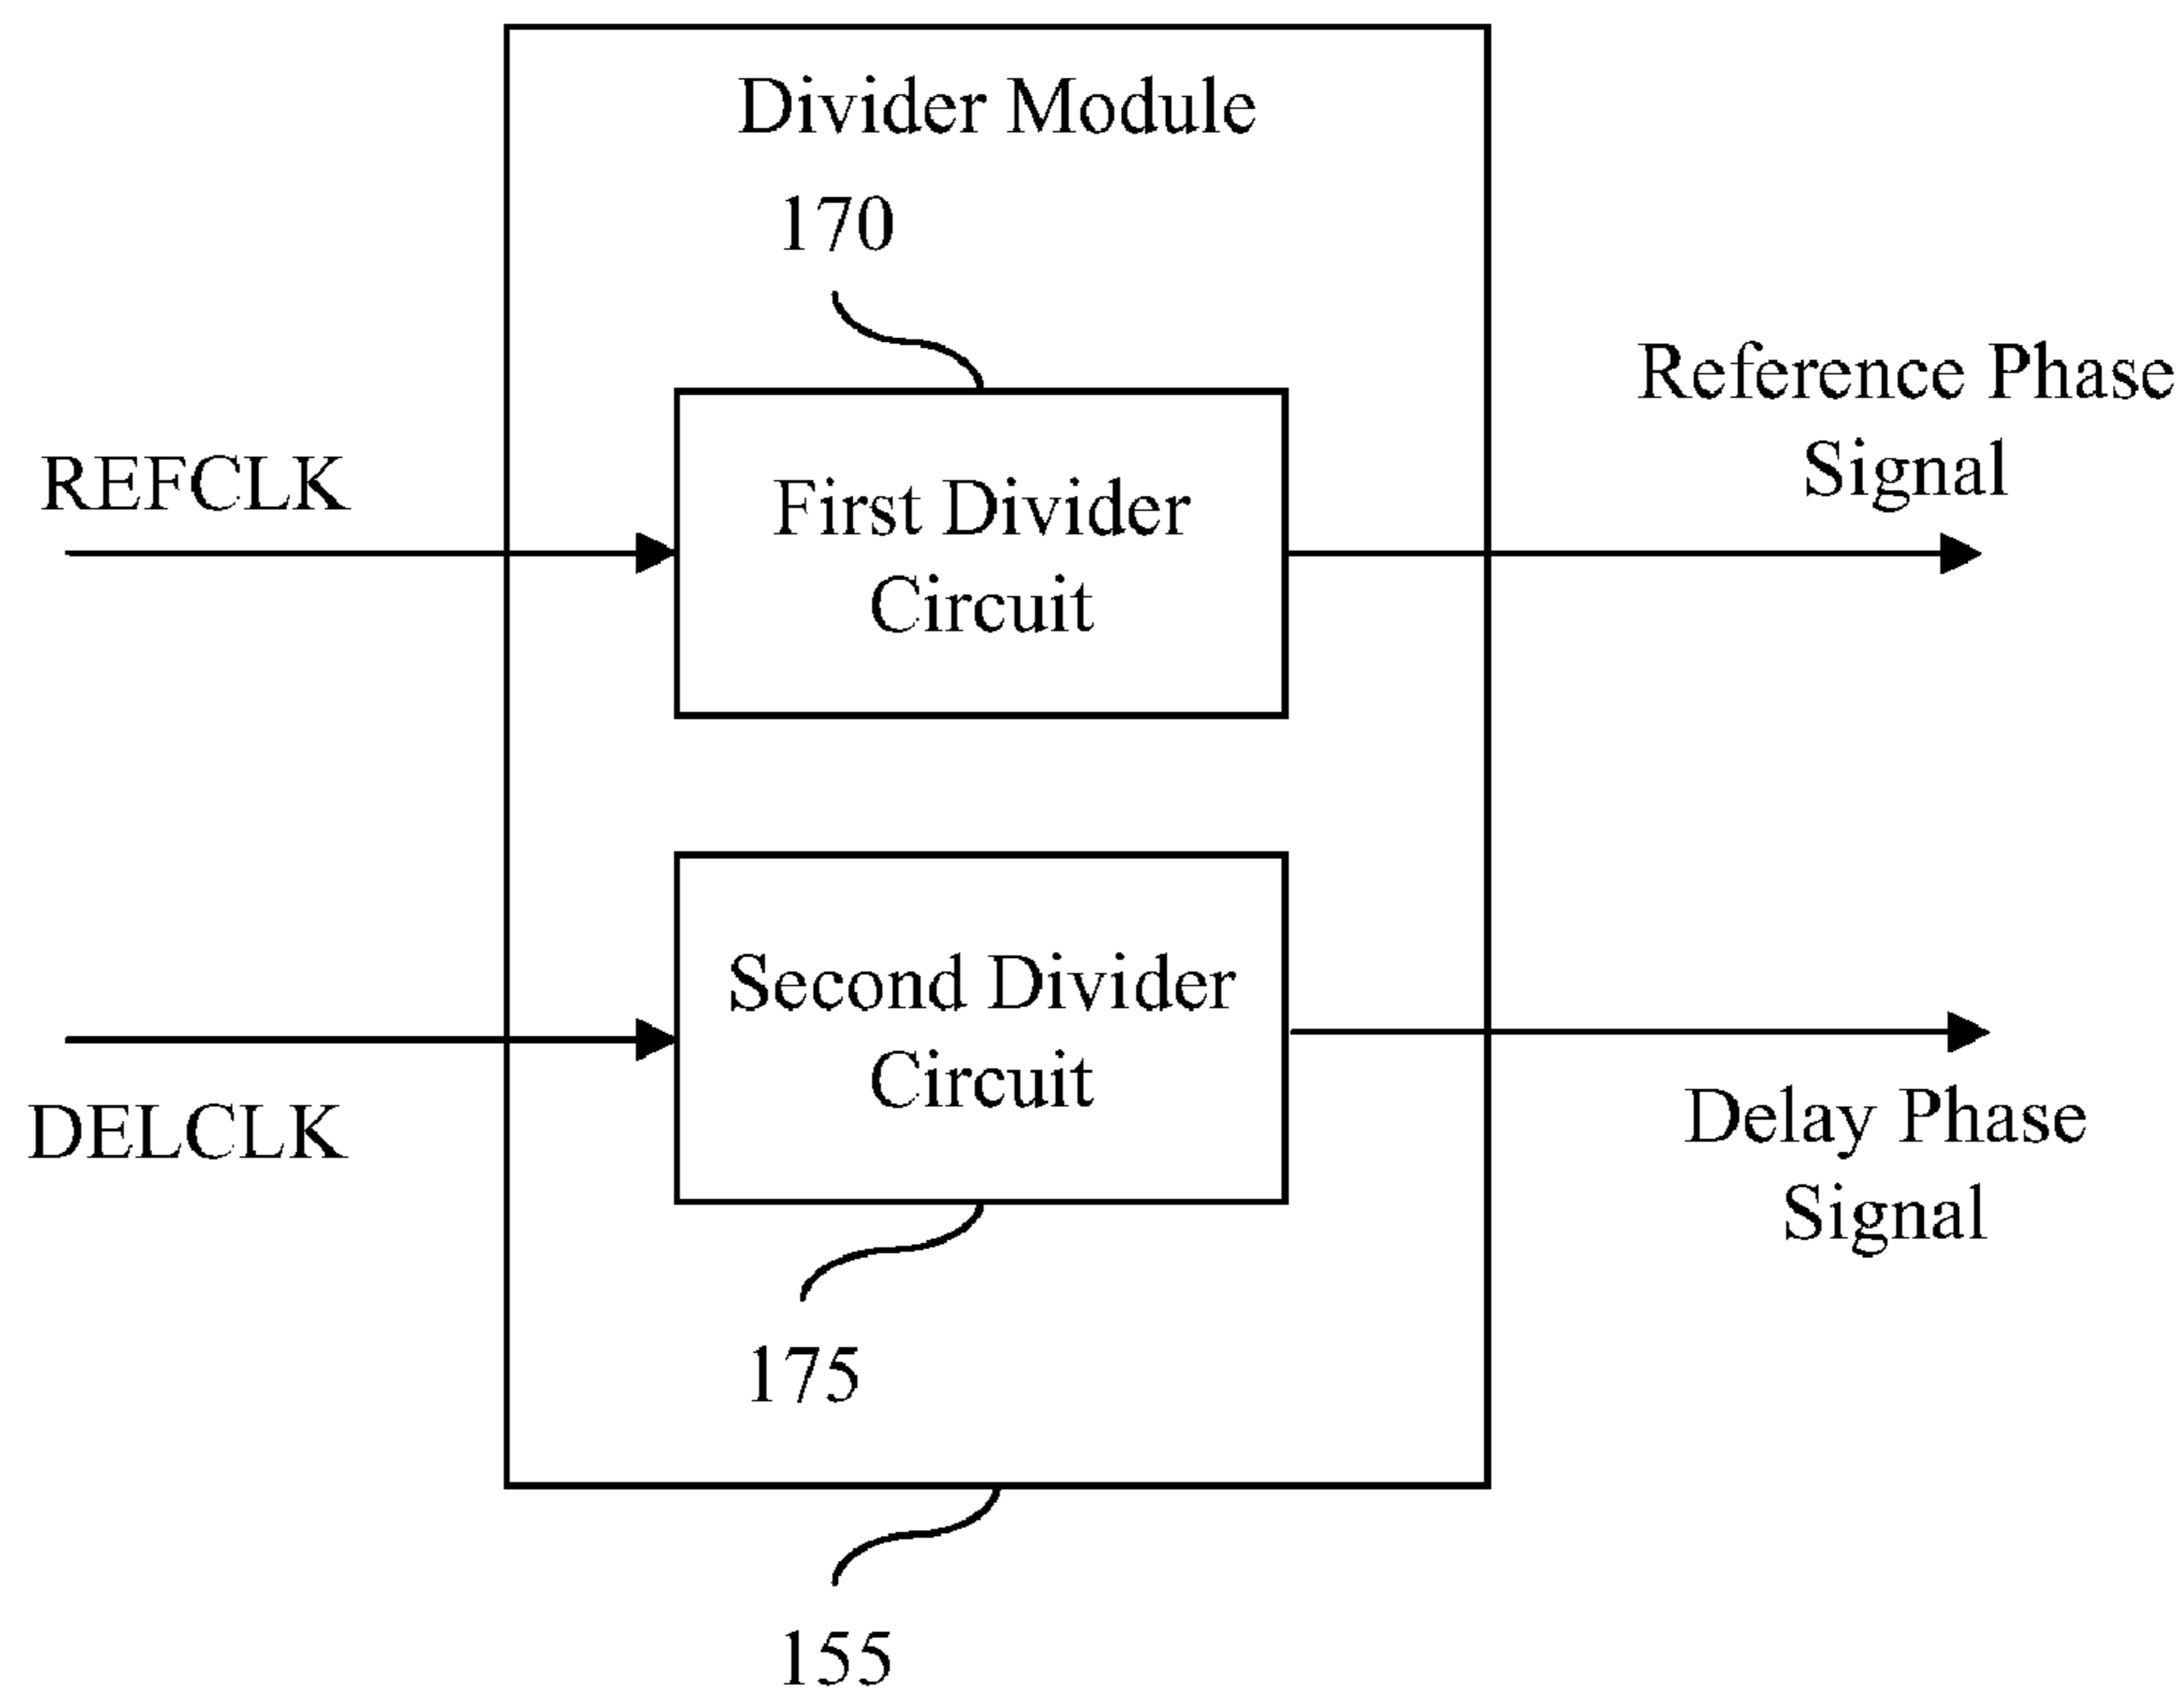 Divider Module
170
Reference Phase
Signal
REFCLK
First Divider
Circuit
Second Divider
Circuit
DELCLK
Delay Phase
Signal
175
155